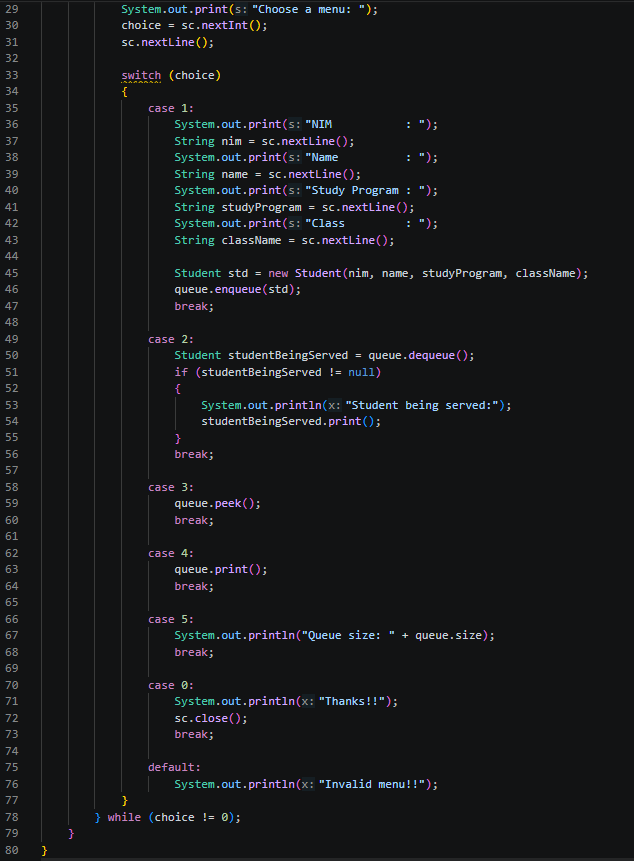 29 System.out.print(s: "Choose a menu: ");
30 choice = sc.nextInt();
31 sc.nextLine();
32
33 switch (choice)
34 {
35 case 1:
36 System.out.print(s: "NIM           : ");
37 String nim = sc.nextLine();
38 System.out.print(s: "Name          : ");
39 String name = sc.nextLine();
40 System.out.print(s: "Study Program : ");
41 String studyProgram = sc.nextLine();
42 System.out.print(s: "Class         : ");
43 String className = sc.nextLine();
44
45 Student std = new Student(nim, name, studyProgram, className);
46 queue.enqueue(std);
47 break;
48
49 case 2:
50 Student studentBeingServed = queue.dequeue();
51 if (studentBeingServed != null)
52 {
53 System.out.println(x: "Student being served:");
54 studentBeingServed.print();
55 }
56 break;
57
58 case 3:
59 queue.peek();
60 break;
61
62 case 4:
63 queue.print();
64 break;
65
66 case 5:
67 System.out.println("Queue size: " + queue.size);
68 break;
69
70 case 0:
71 System.out.println(x: "Thanks!!");
72 sc.close();
73 break;
74
75 default:
76 System.out.println(x: "Invalid menu!!");
77 }
78 } while (choice != 0);
79 }
80 }